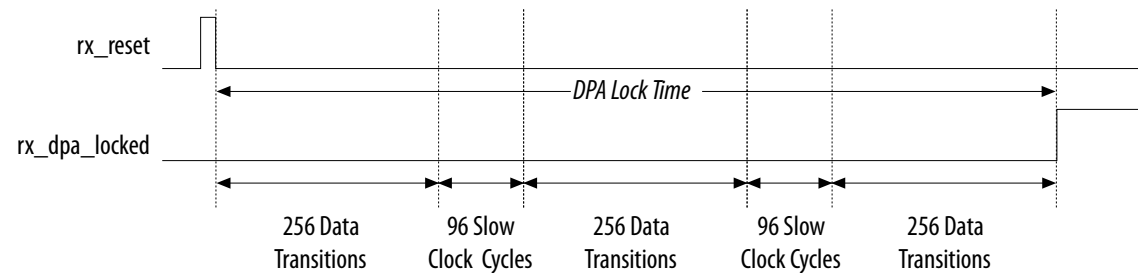 rx_reset
DPA Lock Time
rx_dpa_locked
256 Data
Transitions
96 Slow
Clock Cycles
256 Data
Transitions
96 Slow
Clock Cycles
256 Data
Transitions